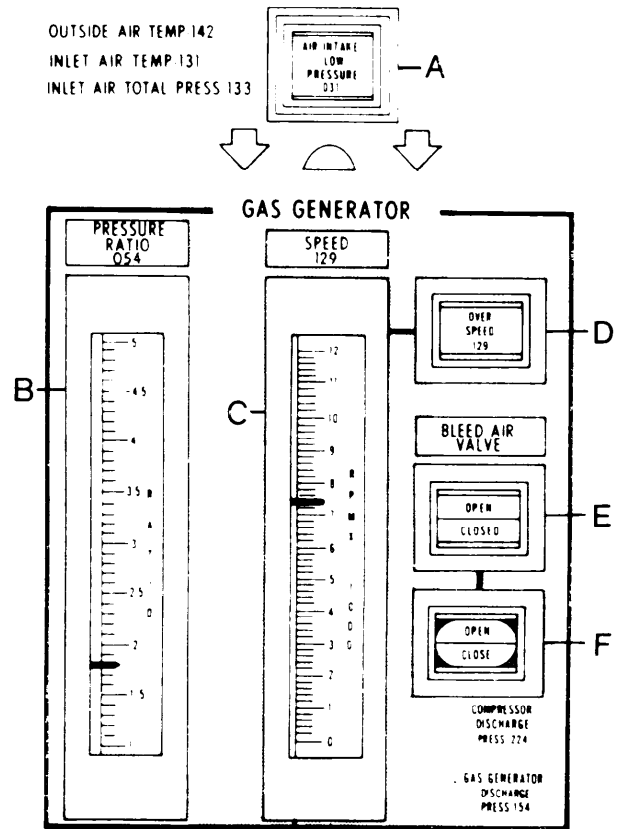 OUTSIDE AIR TEMP 142
INLET AIR TEMP 131
INLET AIR TOTAL PRESS 133
AIR INTAKE
LOW
PRESSURE
031
A
GAS GENERATOR
PRESSURE
RATIO
054
SPEED
129
B
5
4.5
4
3.5
3
2.5
2
1.5
1
RATIO
C
12
11
10
9
8
7
6
5
4
3
2
1
0
RPMX 1000
OVER
SPEED
129
D
BLEED AIR
VALVE
OPEN
CLOSED
E
OPEN
CLOSE
F
COMPRESSOR
DISCHARGE
PRESS 224
GAS GENERATOR
DISCHARGE
PRESS 154